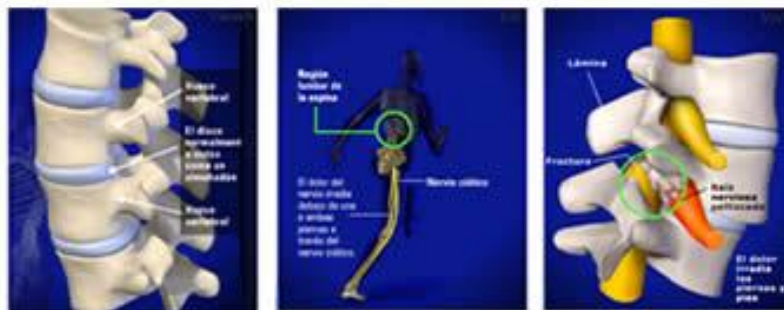 Hueso
vertebral
El disco
normalment
e actúa
como un
almohadón
Hueso
vertebral
Región
lumbar de
la espina
El dolor del
nervio irradia
debajo de una
o ambas
piernas a
través del
nervio ciático.
Nervio ciático
Lámina
Fractura
Raíz
nerviosa
pellizcada
El dolor
irradia
las
piernas y
pies